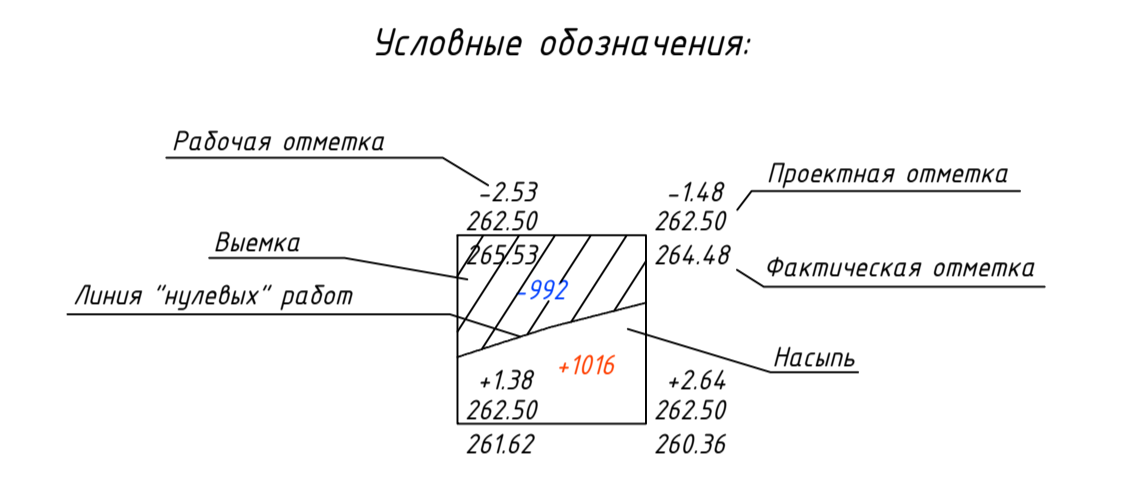 Условные обозначения:
Рабочая отметка
Проектная отметка
-2.53
-1.48
262.50
262.50
Выемка
265.53
264.48
Фактическая отметка
Линия "нулевых" работ
-992
Насыпь
+1016
+1.38
+2.64
262.50
262.50
261.62
260.36